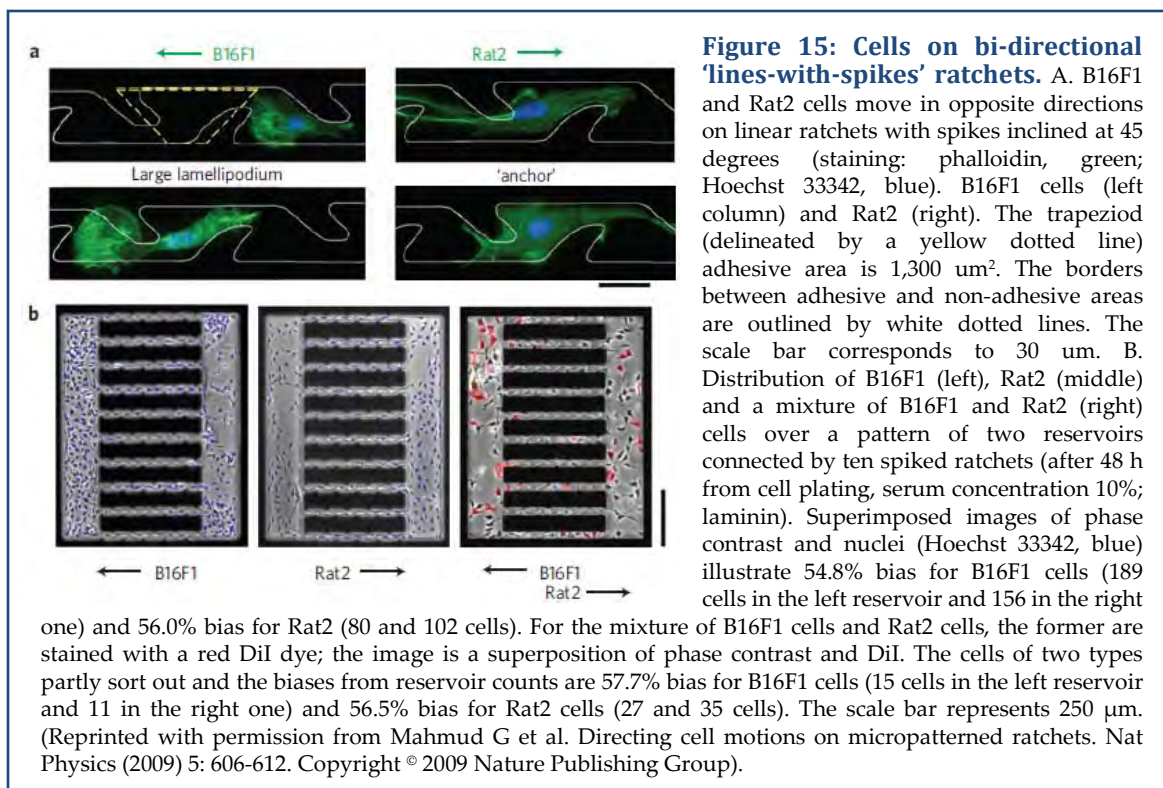 a
← B16F1
Rat2 →
Large lamellipodium
'anchor'
b
← B16F1
Rat2 →
← B16F1
Rat2 →
Figure 15: Cells on bi-directional
'lines-with-spikes' ratchets. A. B16F1
and Rat2 cells move in opposite directions
on linear ratchets with spikes inclined at 45
degrees (staining: phalloidin, green;
Hoechst 33342, blue). B16F1 cells (left
column) and Rat2 (right). The trapeziod
(delineated by a yellow dotted line)
adhesive area is 1,300 um². The borders
between adhesive and non-adhesive areas
are outlined by white dotted lines. The
scale bar corresponds to 30 um. B.
Distribution of B16F1 (left), Rat2 (middle)
and a mixture of B16F1 and Rat2 (right)
cells over a pattern of two reservoirs
connected by ten spiked ratchets (after 48 h
from cell plating, serum concentration 10%;
laminin). Superimposed images of phase
contrast and nuclei (Hoechst 33342, blue)
illustrate 54.8% bias for B16F1 cells (189
cells in the left reservoir and 156 in the right
one) and 56.0% bias for Rat2 (80 and 102 cells). For the mixture of B16F1 cells and Rat2 cells, the former are
stained with a red DiI dye; the image is a superposition of phase contrast and DiI. The cells of two types
partly sort out and the biases from reservoir counts are 57.7% bias for B16F1 cells (15 cells in the left reservoir
and 11 in the right one) and 56.5% bias for Rat2 cells (27 and 35 cells). The scale bar represents 250 µm.
(Reprinted with permission from Mahmud G et al. Directing cell motions on micropatterned ratchets. Nat
Physics (2009) 5: 606-612. Copyright © 2009 Nature Publishing Group).